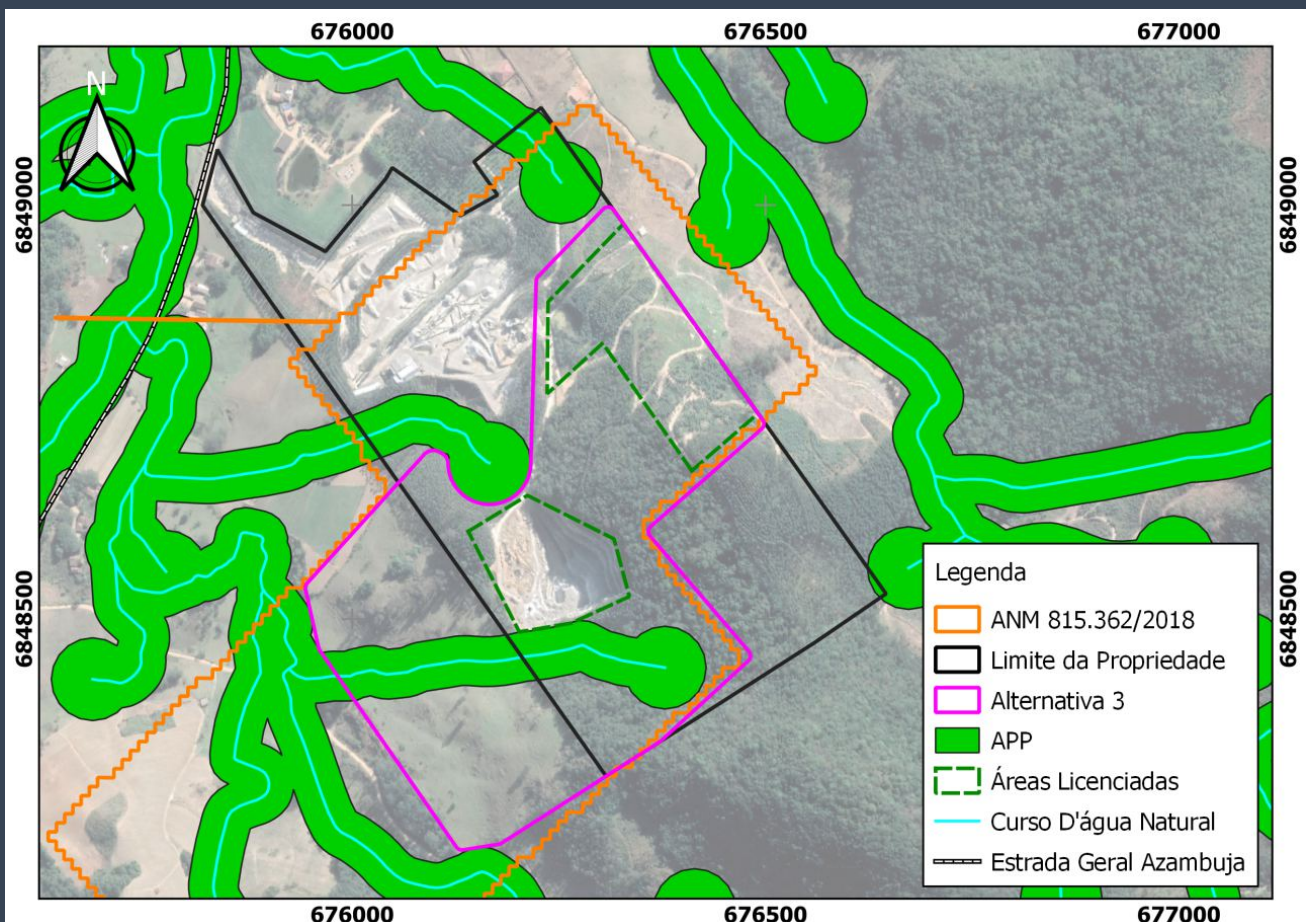 676000 676500 677000
N
6849000 6849000
6848500 6848500
Legenda
ANM 815.362/2018
Limite da Propriedade
Alternativa 3
APP
Áreas Licenciadas
Curso D'água Natural
Estrada Geral Azambuja
676000 676500 677000